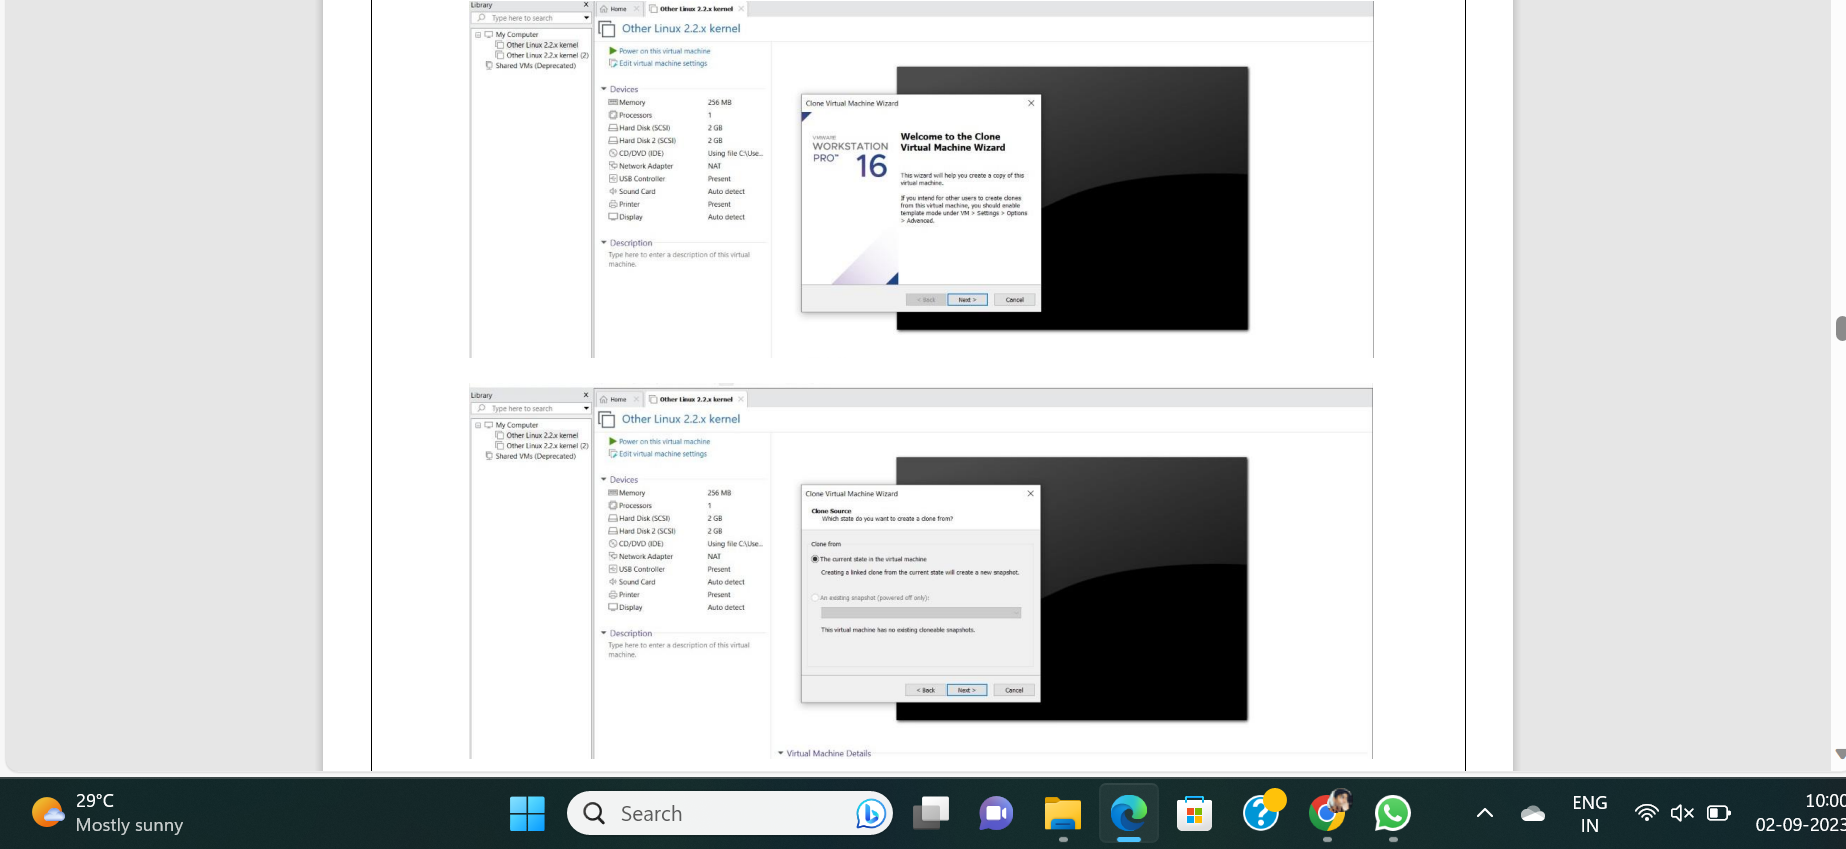 Library
x
Type here to search
My Computer
Other Linux 2.2.x kernel
Other Linux 2.2.x kernel (2)
Shared VMs (Deprecated)
Home
Other Linux 2.2.x kernel
Other Linux 2.2.x kernel
Power on this virtual machine
Edit virtual machine settings
Devices
Memory 256 MB
Processors 1
Hard Disk (SCSI) 2 GB
Hard Disk 2 (SCSI) 2 GB
CD/DVD (IDE) Using file C:\Use...
Network Adapter NAT
USB Controller Present
Sound Card Auto detect
Printer Present
Display Auto detect
Description
Type here to enter a description of this virtual
machine.
Clone Virtual Machine Wizard
VMWARE
WORKSTATION
PRO™ 16
Welcome to the Clone
Virtual Machine Wizard
This wizard will help you create a copy of this
virtual machine.
If you intend for other users to create clones
from this virtual machine, you should enable
template mode under VM > Settings > Options
> Advanced.
< Back Next > Cancel
Library
x
Type here to search
My Computer
Other Linux 2.2.x kernel
Other Linux 2.2.x kernel (2)
Shared VMs (Deprecated)
Home
Other Linux 2.2.x kernel
Other Linux 2.2.x kernel
Power on this virtual machine
Edit virtual machine settings
Devices
Memory 256 MB
Processors 1
Hard Disk (SCSI) 2 GB
Hard Disk 2 (SCSI) 2 GB
CD/DVD (IDE) Using file C:\Use...
Network Adapter NAT
USB Controller Present
Sound Card Auto detect
Printer Present
Display Auto detect
Description
Type here to enter a description of this virtual
machine.
Clone Virtual Machine Wizard
Clone Source
Which state do you want to create a clone from?
Clone from
The current state in the virtual machine
Creating a linked clone from the current state will create a new snapshot.
An existing snapshot (powered off only):
This virtual machine has no existing cloneable snapshots.
< Back Next > Cancel
Virtual Machine Details
29°C
Mostly sunny
Search
ENG
IN
10:00
02-09-2023